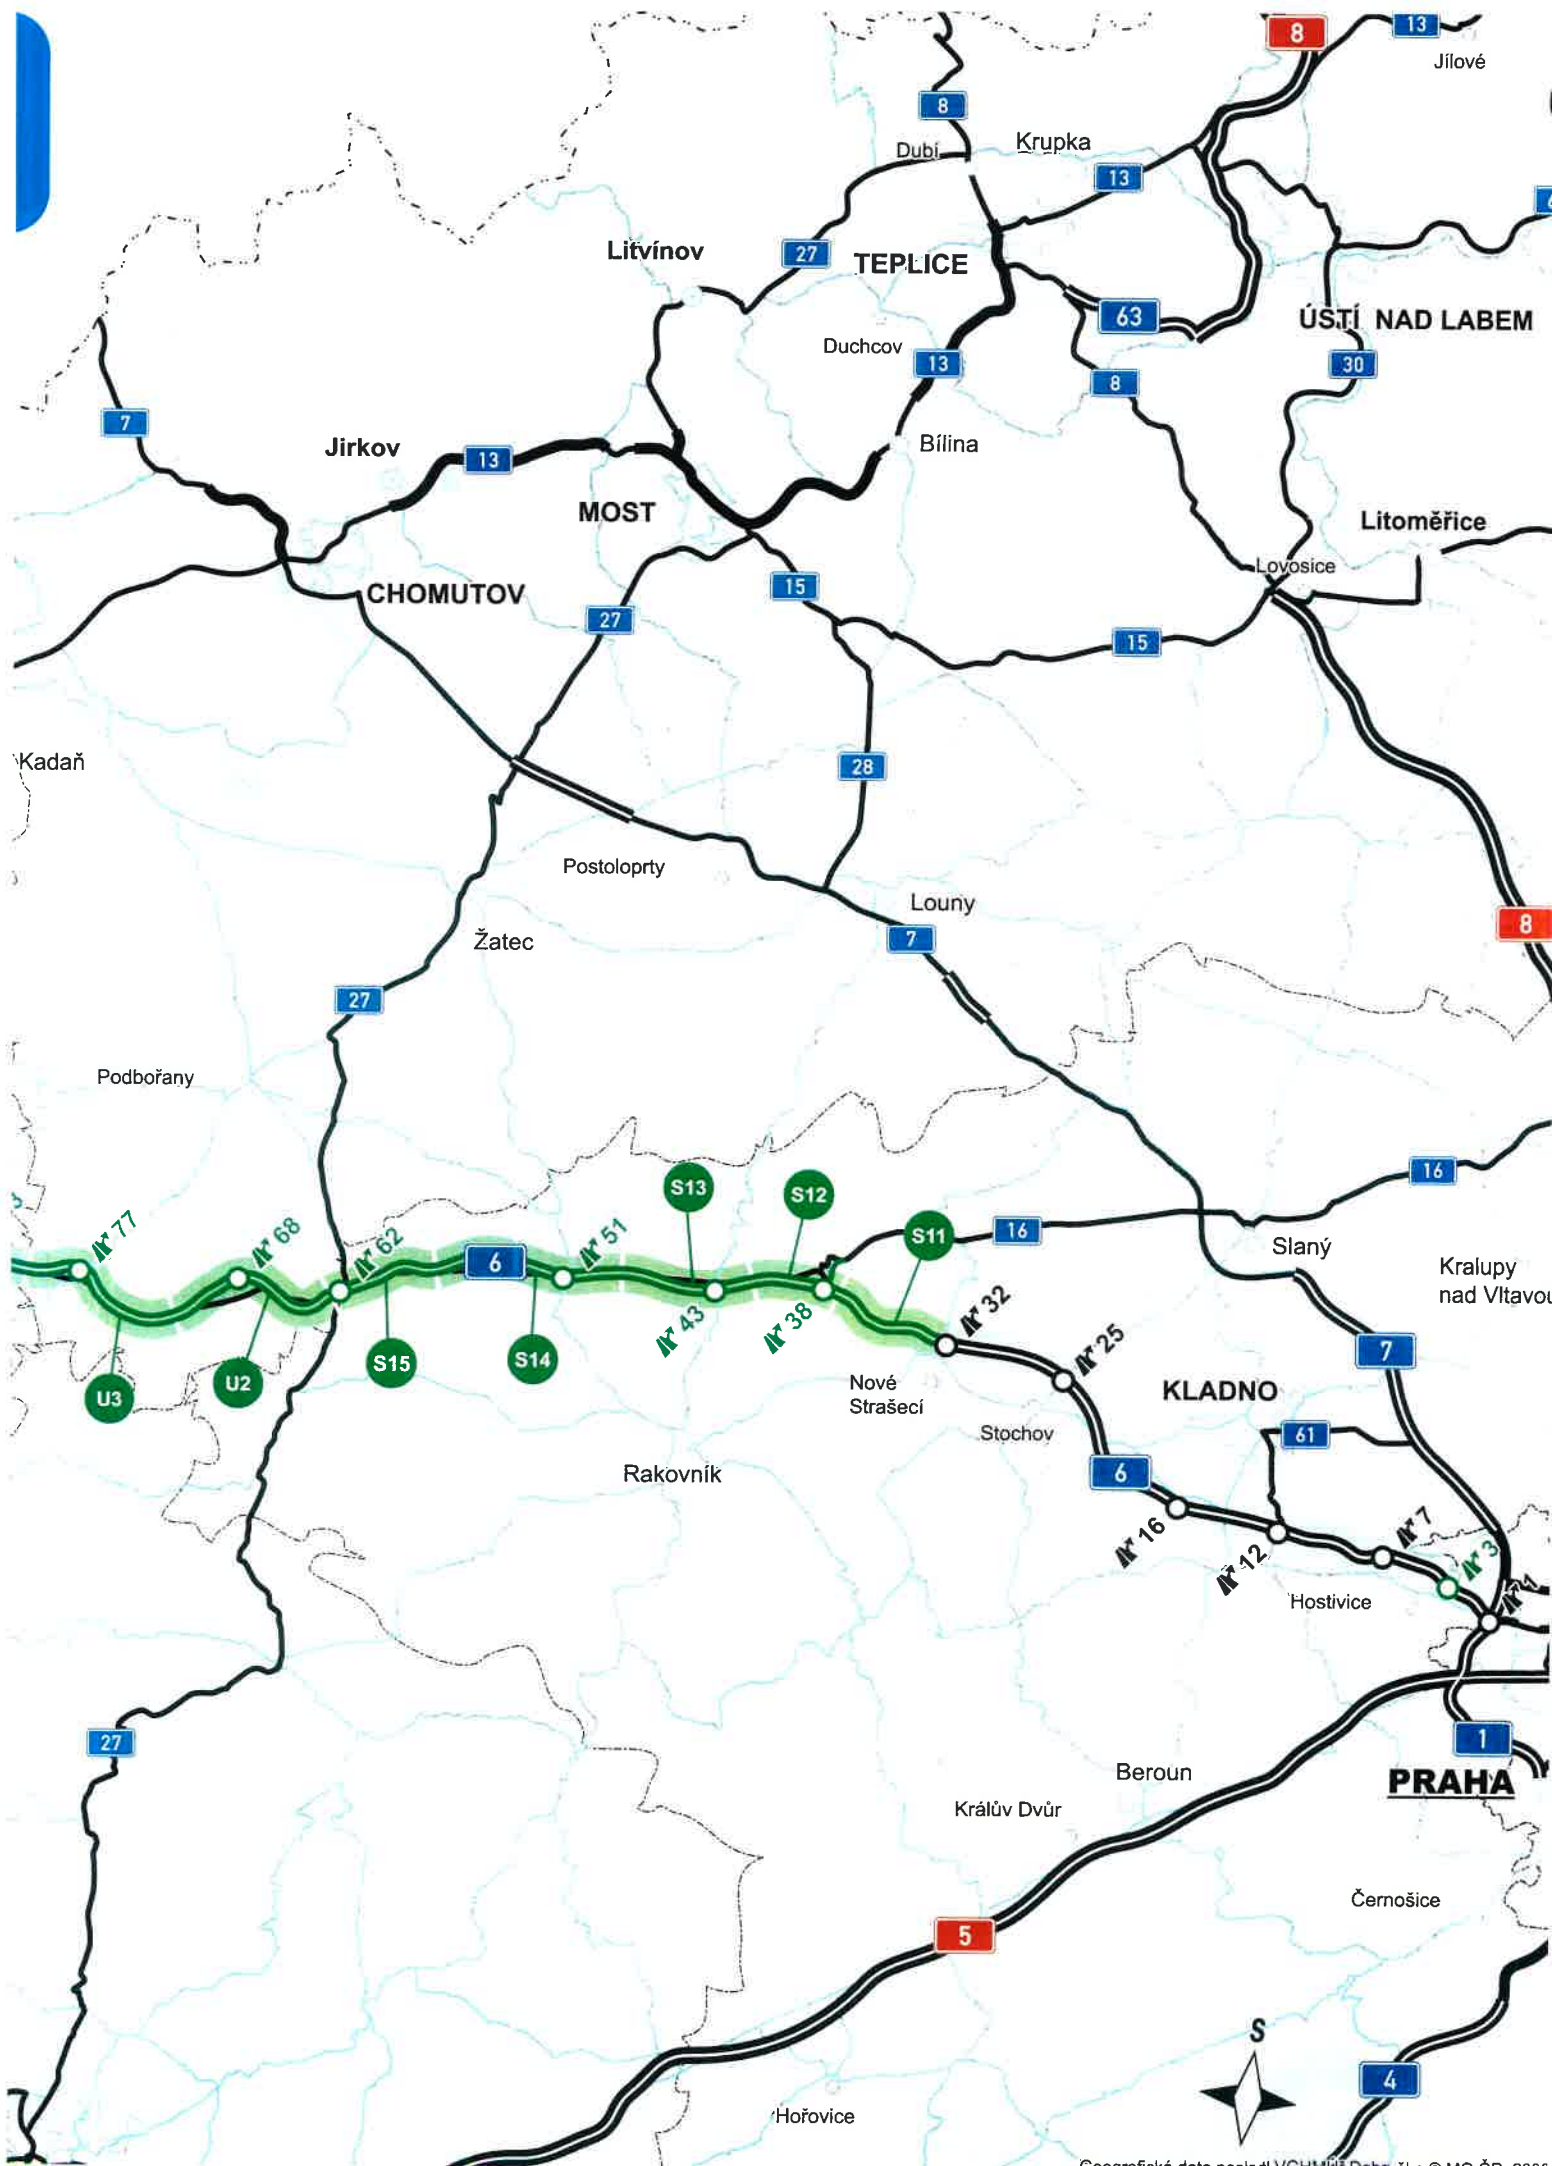 8
13
Jílové
8
Dubí
Krupka
13
Litvínov
27
TEPLICE
63
ÚSTÍ NAD LABEM
Duchcov
13
30
8
7
Jirkov
13
Bílina
MOST
Litoměřice
Lovosice
CHOMUTOV
15
27
15
Kadaň
28
Postoloprty
Louny
8
Žatec
7
27
Podbořany
16
S13
S12
77
68
62
51
S11
16
6
Slaný
Kralupy
nad Vltavou
43
38
32
25
7
U3
U2
S15
S14
Nové
Strašecí
KLADNO
Stochov
61
Rakovník
6
16
12
7
3
1
Hostivice
27
1
Beroun
PRAHA
Králův Dvůr
Černošice
5
S
4
Hořovice